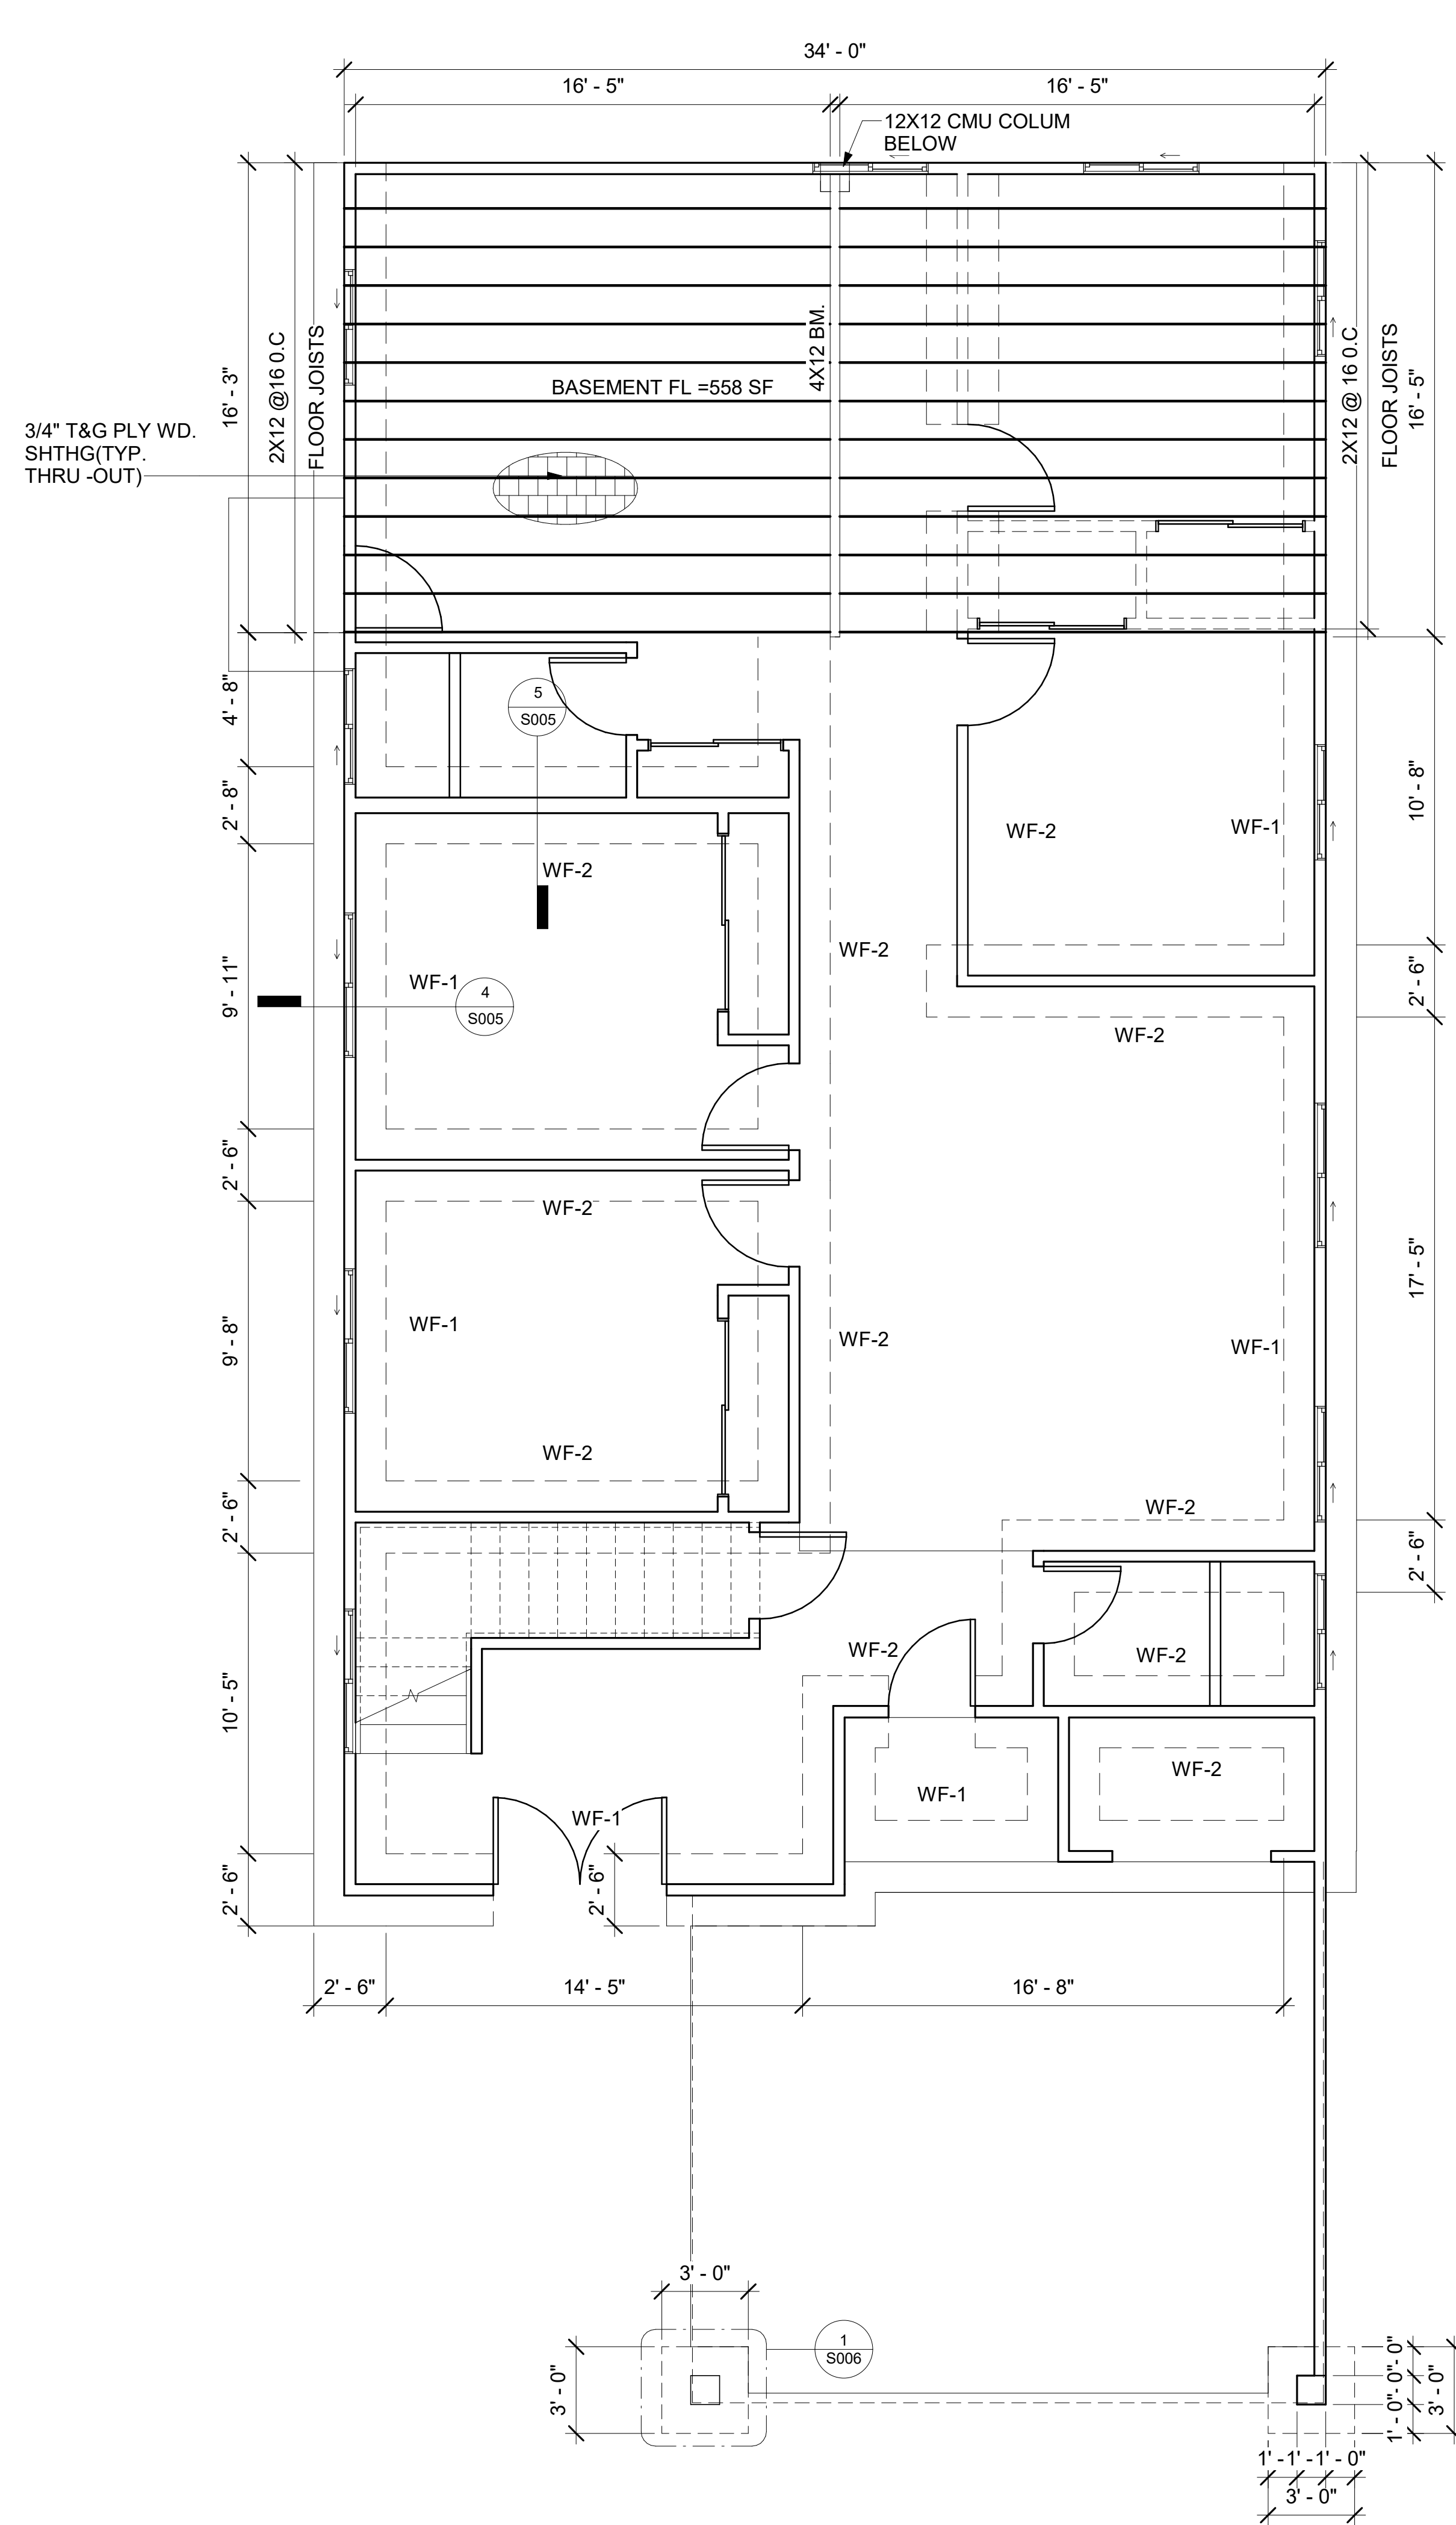 34' - 0"
16' - 5"
16' - 5"
12X12 CMU COLUM
BELOW
16' - 3"
2X12 @16 0.C
FLOOR JOISTS
4X12 BM.
2X12 @ 16 0.C
FLOOR JOISTS
16' - 5"
BASEMENT FL =558 SF
3/4" T&G PLY WD.
SHTHG(TYP.
THRU -OUT)
4' - 8"
5
S005
2' - 8"
10' - 8"
WF-2
WF-1
WF-2
WF-2
9' - 11"
WF-1
4
S005
2' - 6"
WF-2
2' - 6"
WF-2
17' - 5"
9' - 8"
WF-1
WF-2
WF-1
WF-2
WF-2
2' - 6"
2' - 6"
WF-2
WF-2
10' - 5"
WF-2
WF-1
WF-1
2' - 6"
2' - 6"
2' - 6"
14' - 5"
16' - 8"
3' - 0"
1
S006
3' - 0"
1' - 0"- 0"- 0"
3' - 0"
1' -1' -1' - 0"
3' - 0"